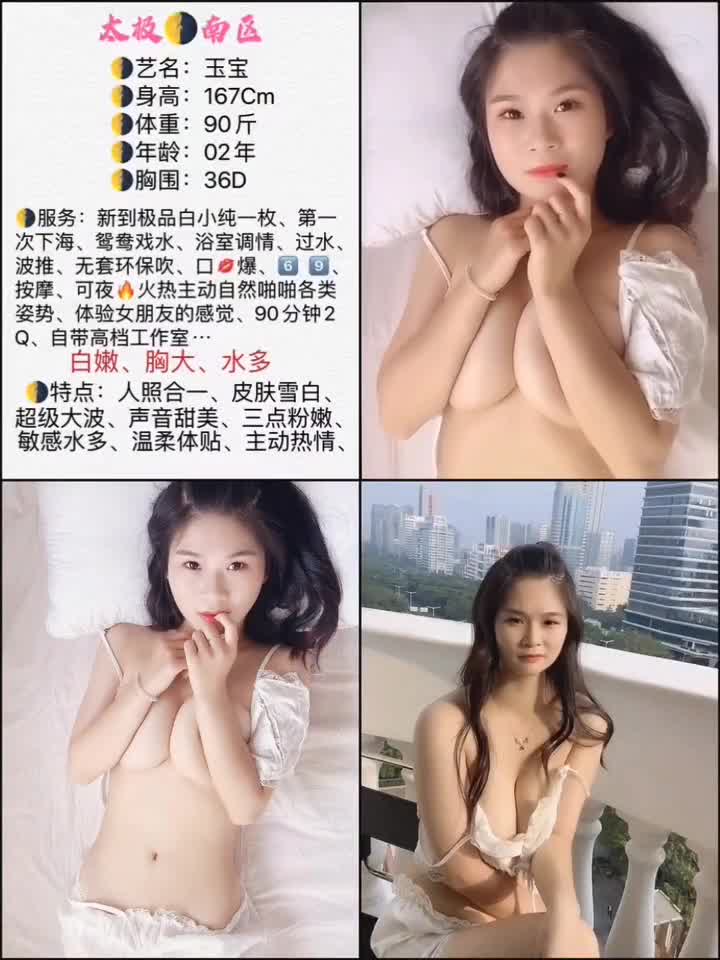 太极🌗南区
🌗艺名：玉宝
🌗身高：167Cm
🌗体重：90斤
🌗年龄：02年
🌗胸围：36D
🌗服务：新到极品白小纯一枚、第一
次下海、鸳鸯戏水、浴室调情、过水、
波推、无套环保吹、口💋爆、6️⃣ 9️⃣、
按摩、可夜🔥火热主动自然啪啪各类
姿势、体验女朋友的感觉、90分钟2
Q、自带高档工作室…
白嫩、胸大、水多
🌗特点：人照合一、皮肤雪白、
超级大波、声音甜美、三点粉嫩、
敏感水多、温柔体贴、主动热情、